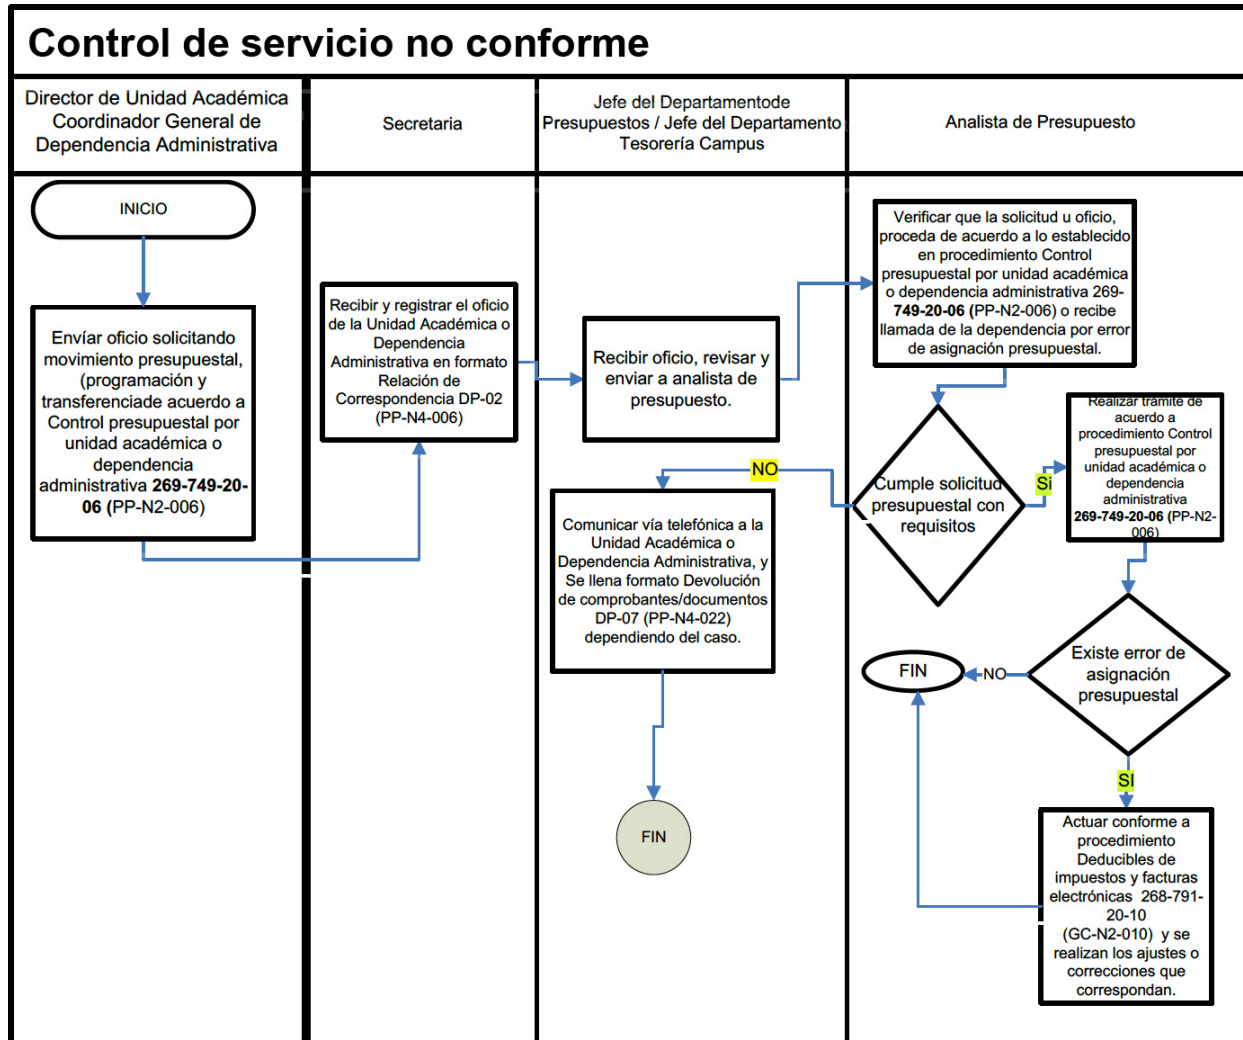 Control de servicio no conforme
Director de Unidad Académica
Coordinador General de
Dependencia Administrativa
Secretaria
Jefe del Departamentode
Presupuestos / Jefe del Departamento
Tesorería Campus
Analista de Presupuesto
INICIO
Envíar oficio solicitando
movimiento presupuestal,
(programación y
transferenciade acuerdo a
Control presupuestal por
unidad académica o
dependencia
administrativa 269-749-20-
06 (PP-N2-006)
Recibir y registrar el oficio
de la Unidad Académica o
Dependencia
Administrativa en formato
Relación de
Correspondencia DP-02
(PP-N4-006)
Recibir oficio, revisar y
enviar a analista de
presupuesto.
Verificar que la solicitud u oficio,
proceda de acuerdo a lo establecido
en procedimiento Control
presupuestal por unidad académica
o dependencia administrativa 269-
749-20-06 (PP-N2-006) o recibe
llamada de la dependencia por error
de asignación presupuestal.
Cumple solicitud
presupuestal con
requisitos
NO
Si
Realizar trámite de
acuerdo a
procedimiento Control
presupuestal por
unidad académica o
dependencia
administrativa
269-749-20-06 (PP-N2-
006)
Comunicar vía telefónica a la
Unidad Académica o
Dependencia Administrativa, y
Se llena formato Devolución
de comprobantes/documentos
DP-07 (PP-N4-022)
dependiendo del caso.
FIN
Existe error de
asignación
presupuestal
NO
FIN
SI
Actuar conforme a
procedimiento
Deducibles de
impuestos y facturas
electrónicas 268-791-
20-10
(GC-N2-010) y se
realizan los ajustes o
correcciones que
correspondan.